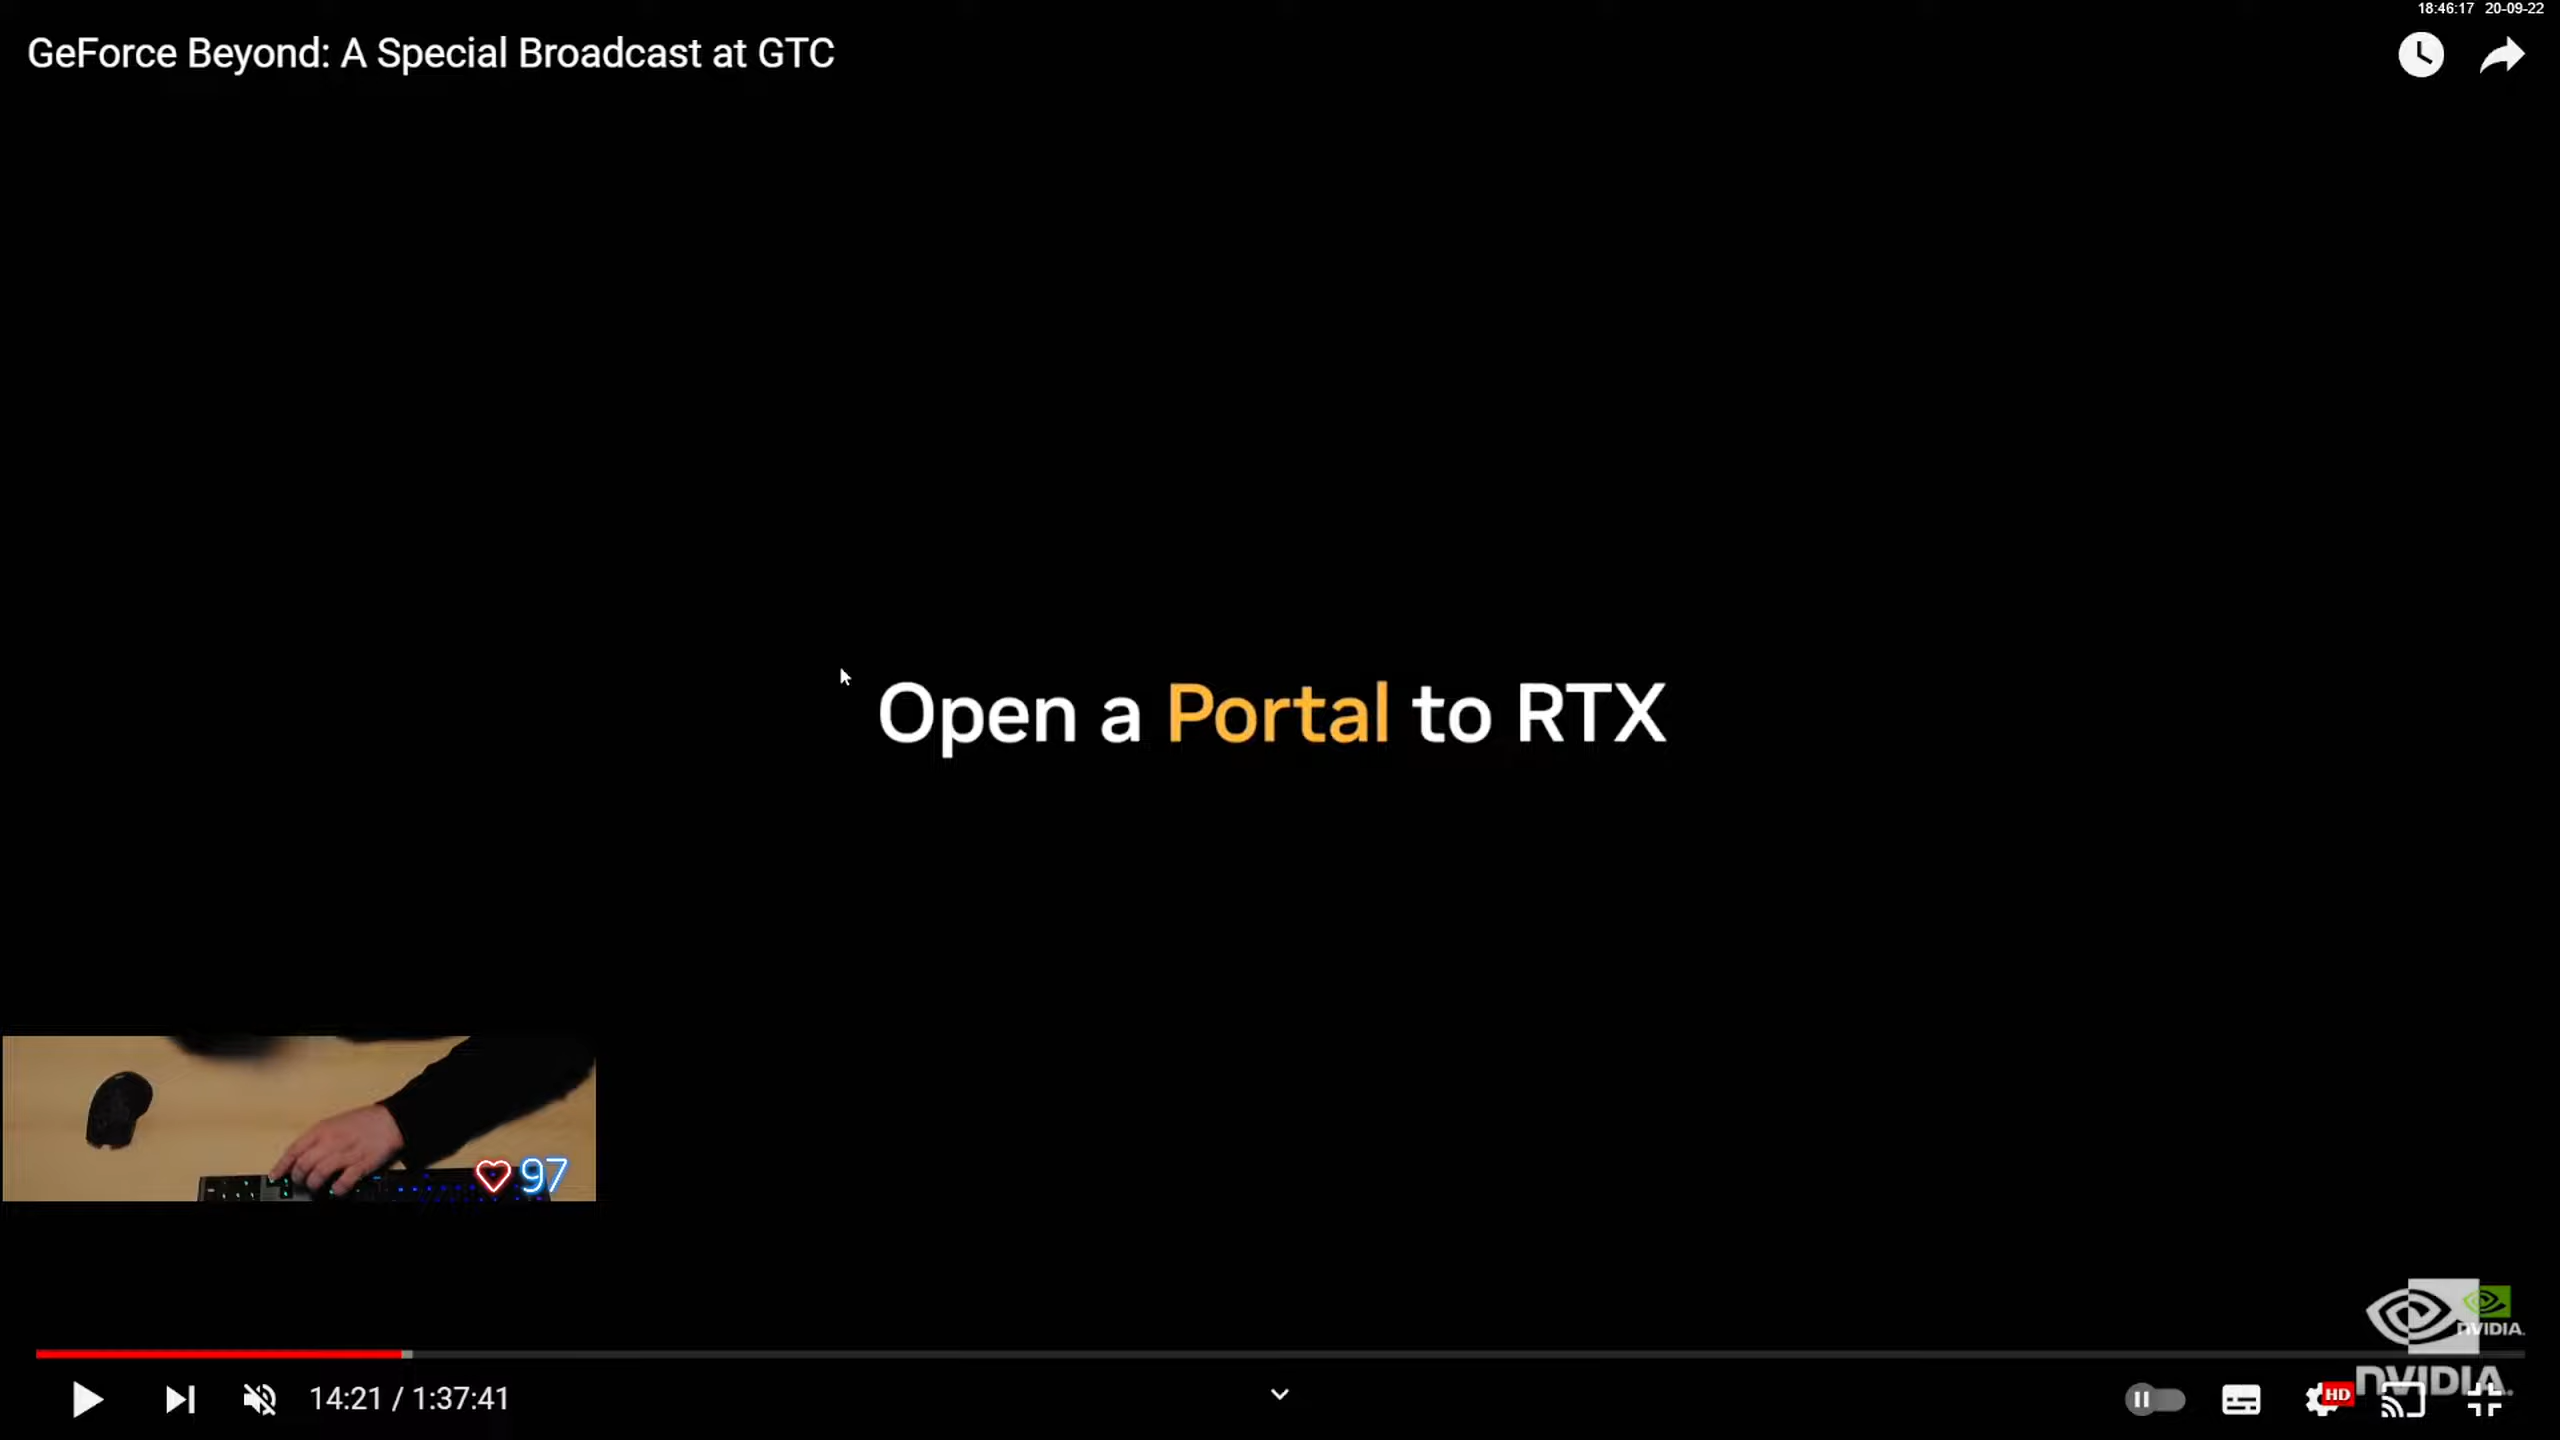 18:46:17 20-09-22
GeForce Beyond: A Special Broadcast at GTC
Open a Portal to RTX
97
NVIDIA.
NVIDIA.
14:21 / 1:37:41
HD